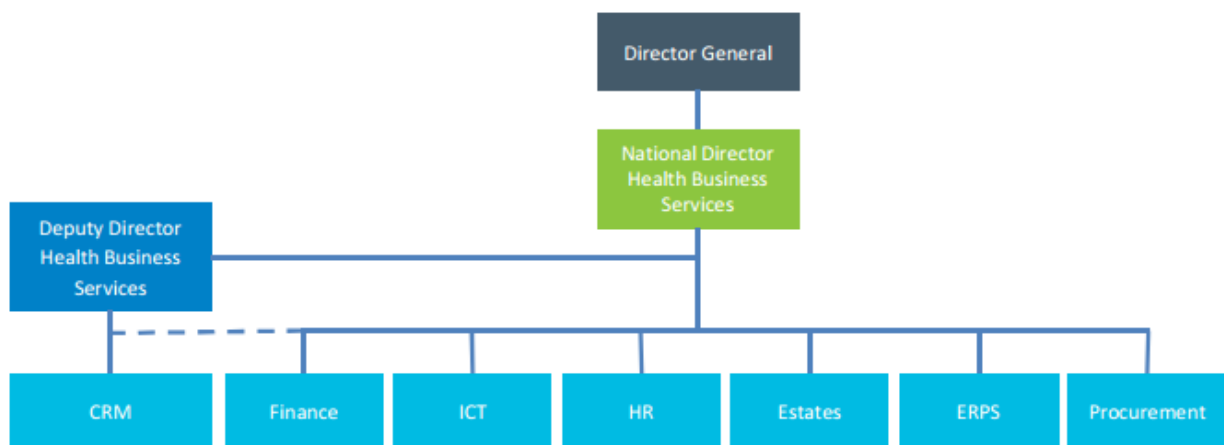 Director General
National Director
Health Business
Services
Deputy Director
Health Business
Services
CRM
Finance
ICT
HR
Estates
ERPS
Procurement